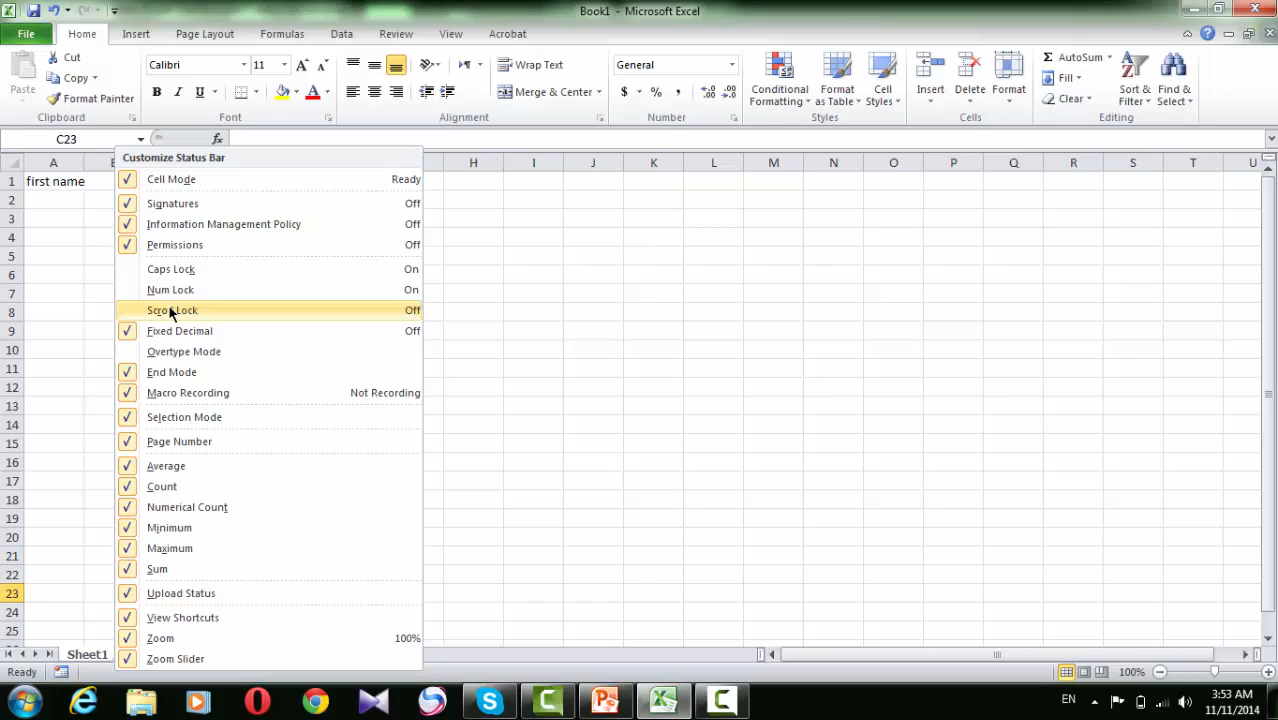 Book1 - Microsoft Excel
File Home Insert Page Layout Formulas Data Review View Acrobat
Paste
Cut
Copy
Format Painter
Clipboard
Calibri 11
B I U
Font
Wrap Text
Merge & Center
Alignment
General
$ % ,
Number
Conditional Formatting
Format as Table
Cell Styles
Styles
Insert Delete Format
Cells
Σ AutoSum
Fill
Clear
Sort & Filter
Find & Select
Editing
C23 fx
A H I J K L M N O P Q R S T U
1 first name
2
3
4
5
6
7
8
9
10
11
12
13
14
15
16
17
18
19
20
21
22
23
24
25
Customize Status Bar
Cell Mode Ready
Signatures Off
Information Management Policy Off
Permissions Off
Caps Lock On
Num Lock On
Scroll Lock Off
Fixed Decimal Off
Overtype Mode
End Mode
Macro Recording Not Recording
Selection Mode
Page Number
Average
Count
Numerical Count
Minimum
Maximum
Sum
Upload Status
View Shortcuts
Zoom 100%
Zoom Slider
Sheet1
Ready 100%
EN 3:53 AM
11/11/2014